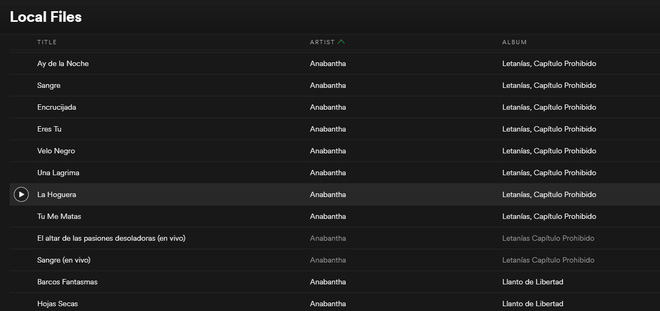 Local Files
TITLE ARTIST ALBUM
Ay de la Noche Anabantha Letanías, Capítulo Prohibido
Sangre Anabantha Letanías, Capítulo Prohibido
Encrucijada Anabantha Letanías, Capítulo Prohibido
Eres Tu Anabantha Letanías, Capítulo Prohibido
Velo Negro Anabantha Letanías, Capítulo Prohibido
Una Lagrima Anabantha Letanías, Capítulo Prohibido
La Hoguera Anabantha Letanías, Capítulo Prohibido
Tu Me Matas Anabantha Letanías, Capítulo Prohibido
El altar de las pasiones desoladoras (en vivo) Anabantha Letanías Capítulo Prohibido
Sangre (en vivo) Anabantha Letanías Capítulo Prohibido
Barcos Fantasmas Anabantha Llanto de Libertad
Hojas Secas Anabantha Llanto de Libertad